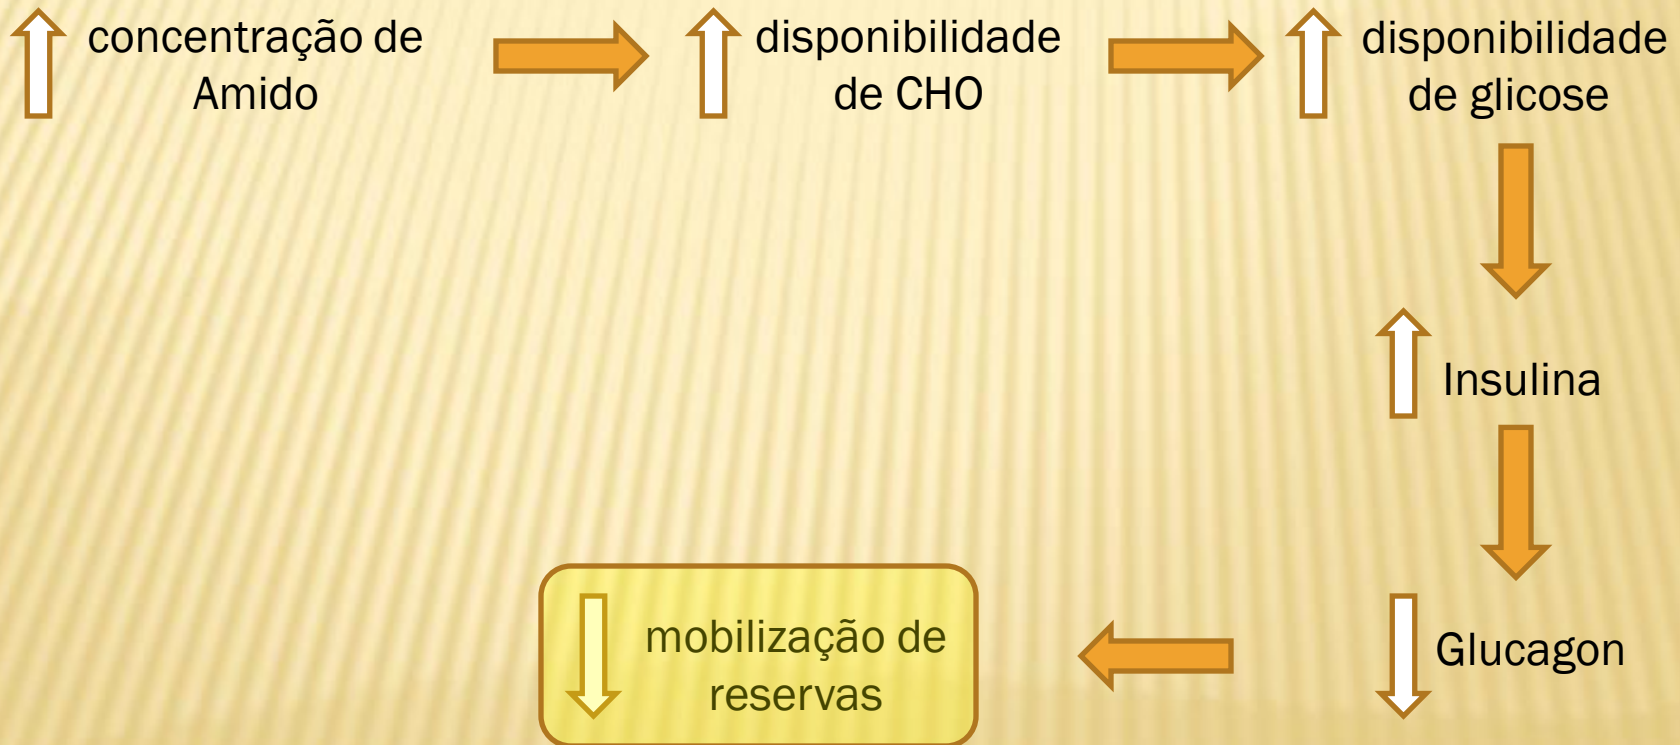 concentração de
Amido
disponibilidade
de CHO
disponibilidade
de glicose
Insulina
Glucagon
mobilização de
reservas